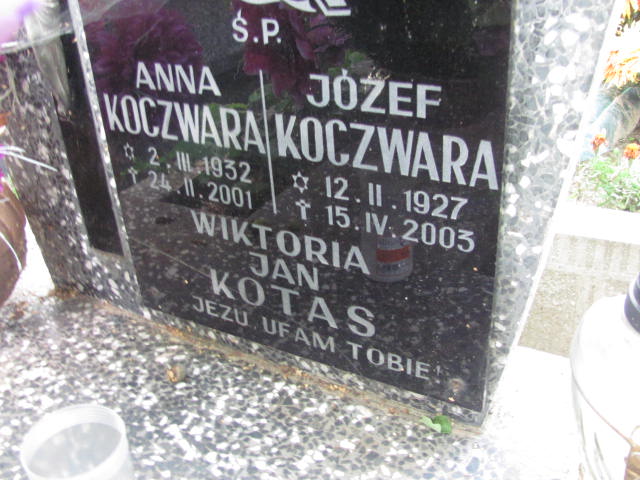 Ś.P.
ANNA
KOCZWARA
✡ 2.III.1932
✝ 24.II.2001
JÓZEF
KOCZWARA
✡ 12.II.1927
✝ 15.IV.2003
WIKTORIA
JAN
KOTAS
JEZU UFAM TOBIE!